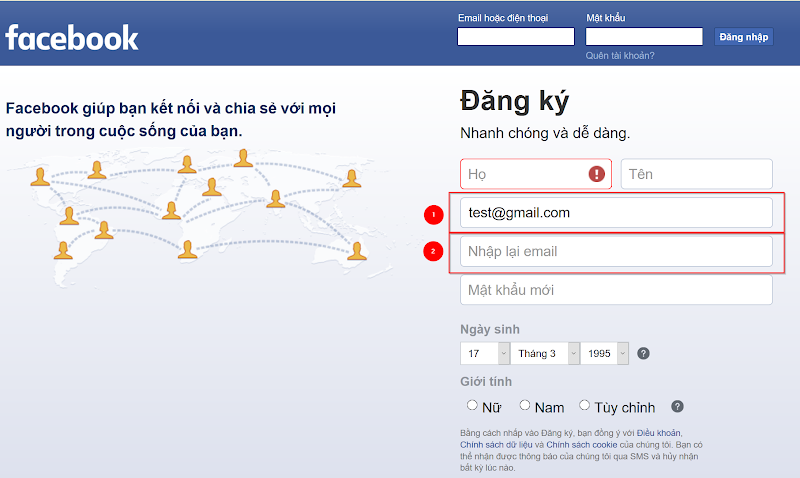 facebook
Email hoặc điện thoại
Mật khẩu
Đăng nhập
Quên tài khoản?
Facebook giúp bạn kết nối và chia sẻ với mọi
người trong cuộc sống của bạn.
Đăng ký
Nhanh chóng và dễ dàng.
Họ
Tên
1
test@gmail.com
2
Nhập lại email
Mật khẩu mới
Ngày sinh
17
Tháng 3
1995
?
Giới tính
Nữ
Nam
Tùy chỉnh
?
Bằng cách nhấp vào Đăng ký, bạn đồng ý với Điều khoản,
Chính sách dữ liệu và Chính sách cookie của chúng tôi. Bạn có
thể nhận được thông báo của chúng tôi qua SMS và hủy nhận
bất kỳ lúc nào.